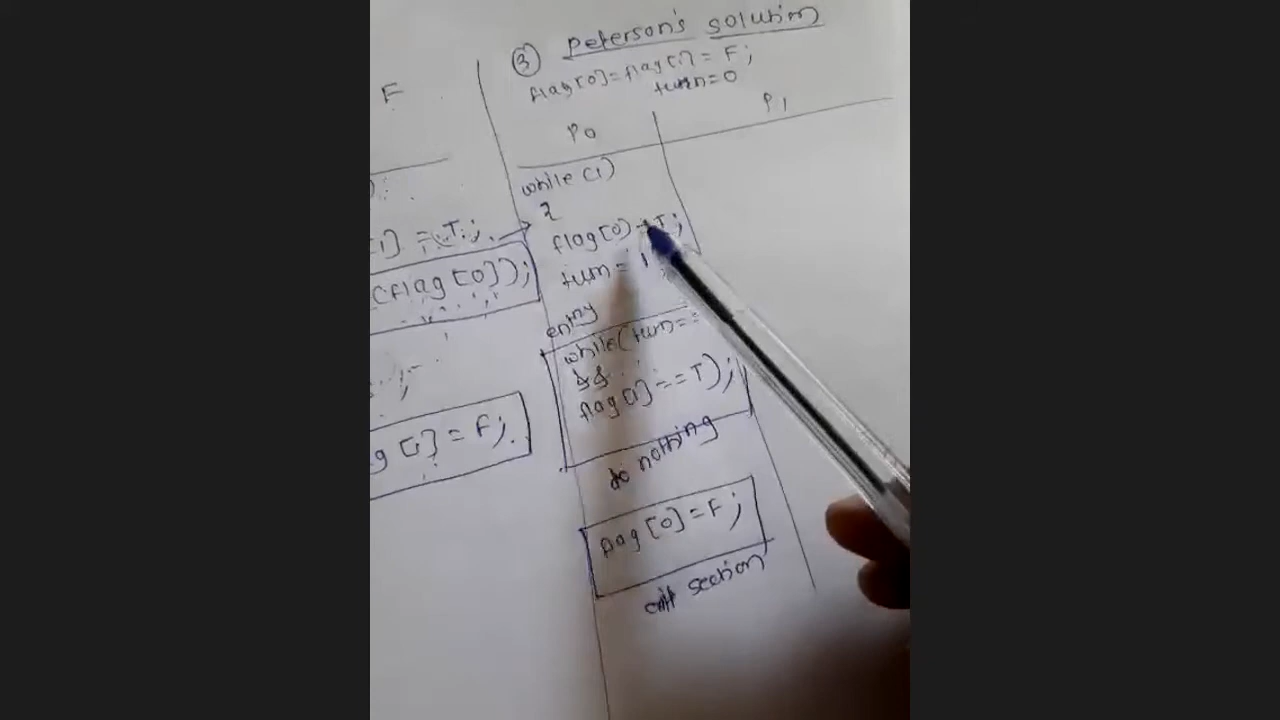 F
[1] = T;
(flag[0]);
g[i] = F;
③ Peterson's solution
flag[0]=flag[1] = F;
turn=0
P0
P1
while(1)
{
flag[0] = T;
turn = 1;
entry
while(turn==
&&
flag[1]==T);
do nothing
flag[0]=F;
exit section